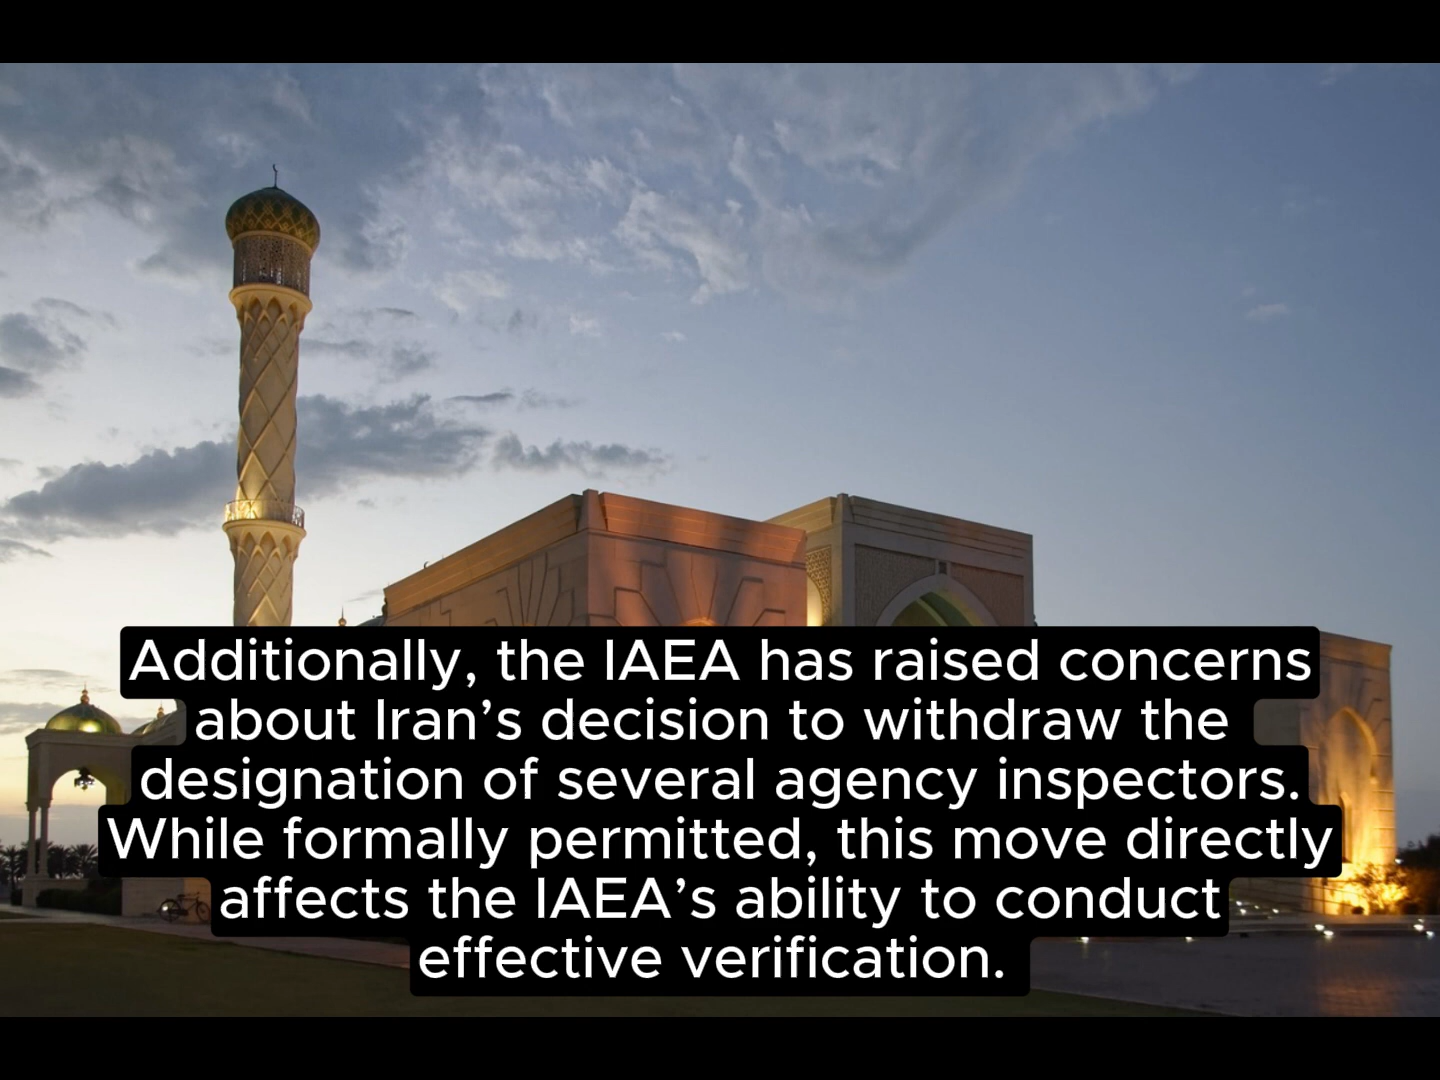 Additionally, the IAEA has raised concerns
about Iran’s decision to withdraw the
designation of several agency inspectors.
While formally permitted, this move directly
affects the IAEA’s ability to conduct
effective verification.